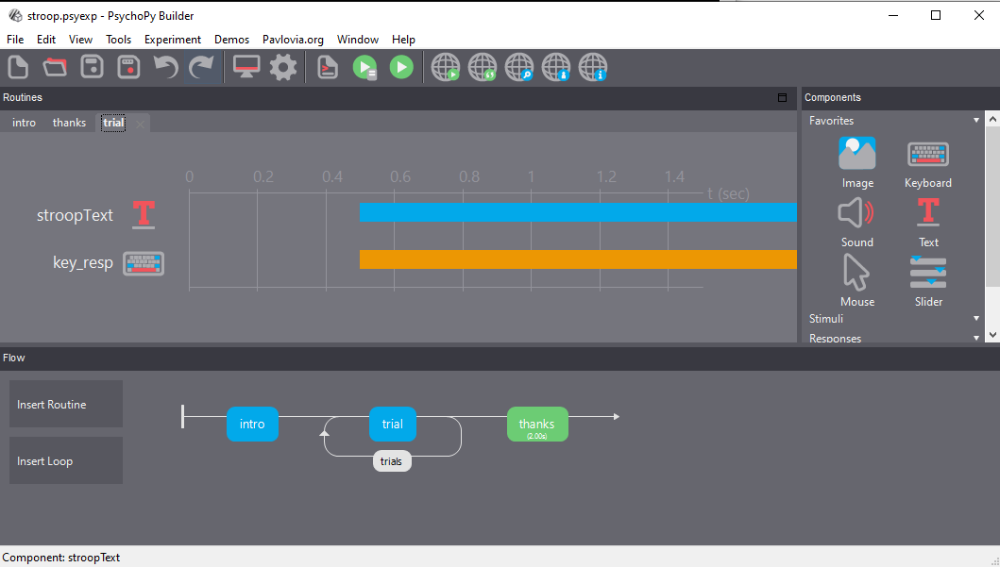 stroop.psyexp - PsychoPy Builder
File Edit View Tools Experiment Demos Pavlovia.org Window Help
Routines
Components
intro thanks trial
Favorites
0 0.2 0.4 0.6 0.8 1 1.2 1.4
t (sec)
stroopText
key_resp
Image Keyboard
Sound Text
Mouse Slider
Stimuli
Responses
Flow
Insert Routine
Insert Loop
intro
trial
trials
thanks
(2.00s)
Component: stroopText